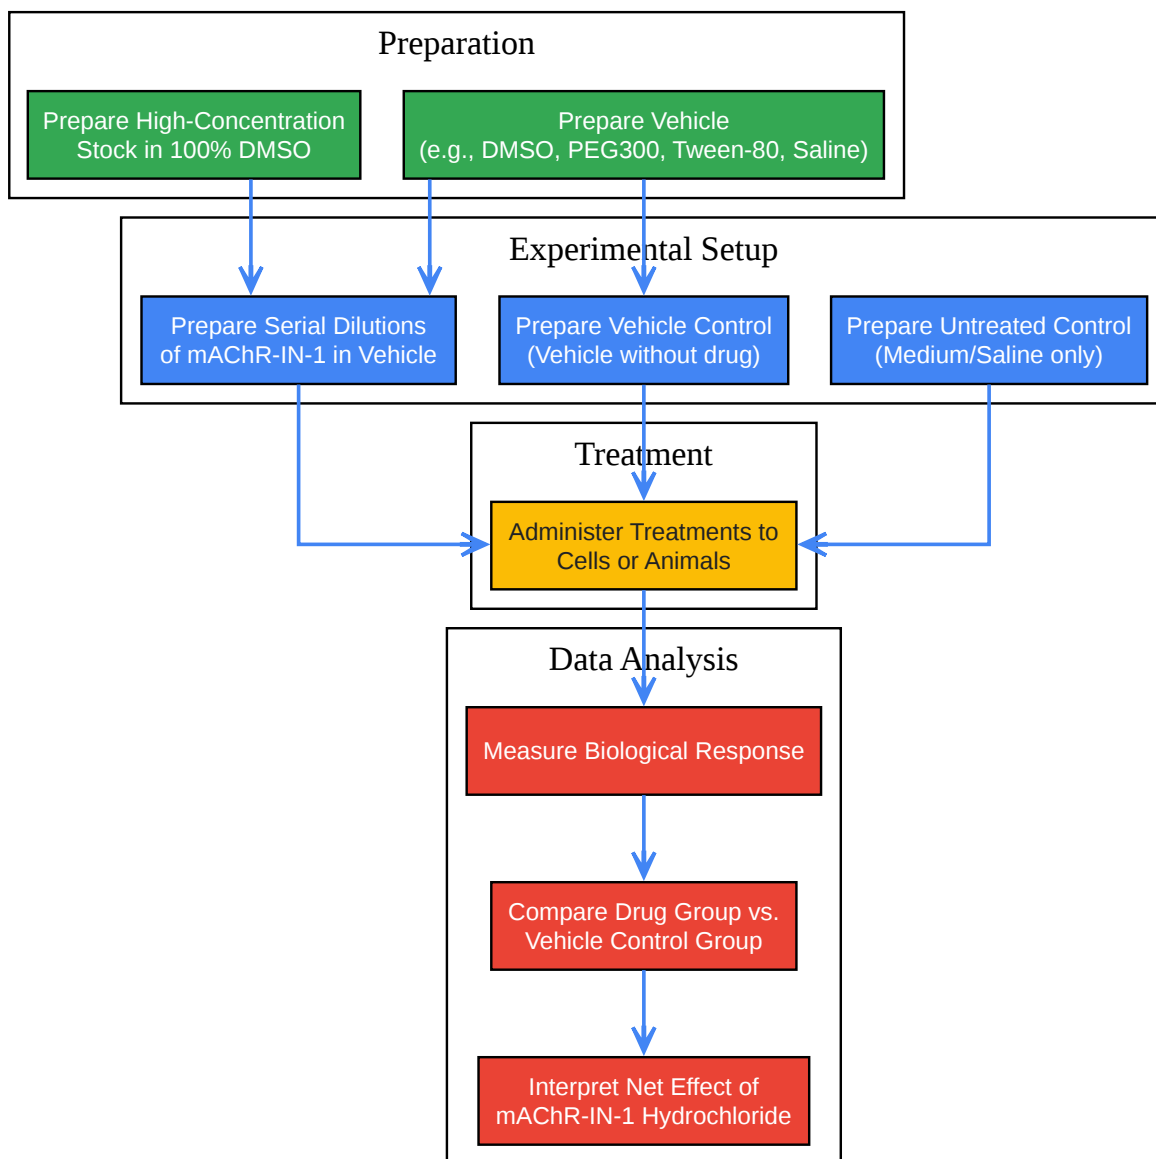 Preparation
Prepare High-Concentration
Stock in 100% DMSO
Prepare Vehicle
(e.g., DMSO, PEG300, Tween-80, Saline)
Experimental Setup
Prepare Serial Dilutions
of mAChR-IN-1 in Vehicle
Prepare Vehicle Control
(Vehicle without drug)
Prepare Untreated Control
(Medium/Saline only)
Treatment
Administer Treatments to
Cells or Animals
Data Analysis
Measure Biological Response
Compare Drug Group vs.
Vehicle Control Group
Interpret Net Effect of
mAChR-IN-1 Hydrochloride